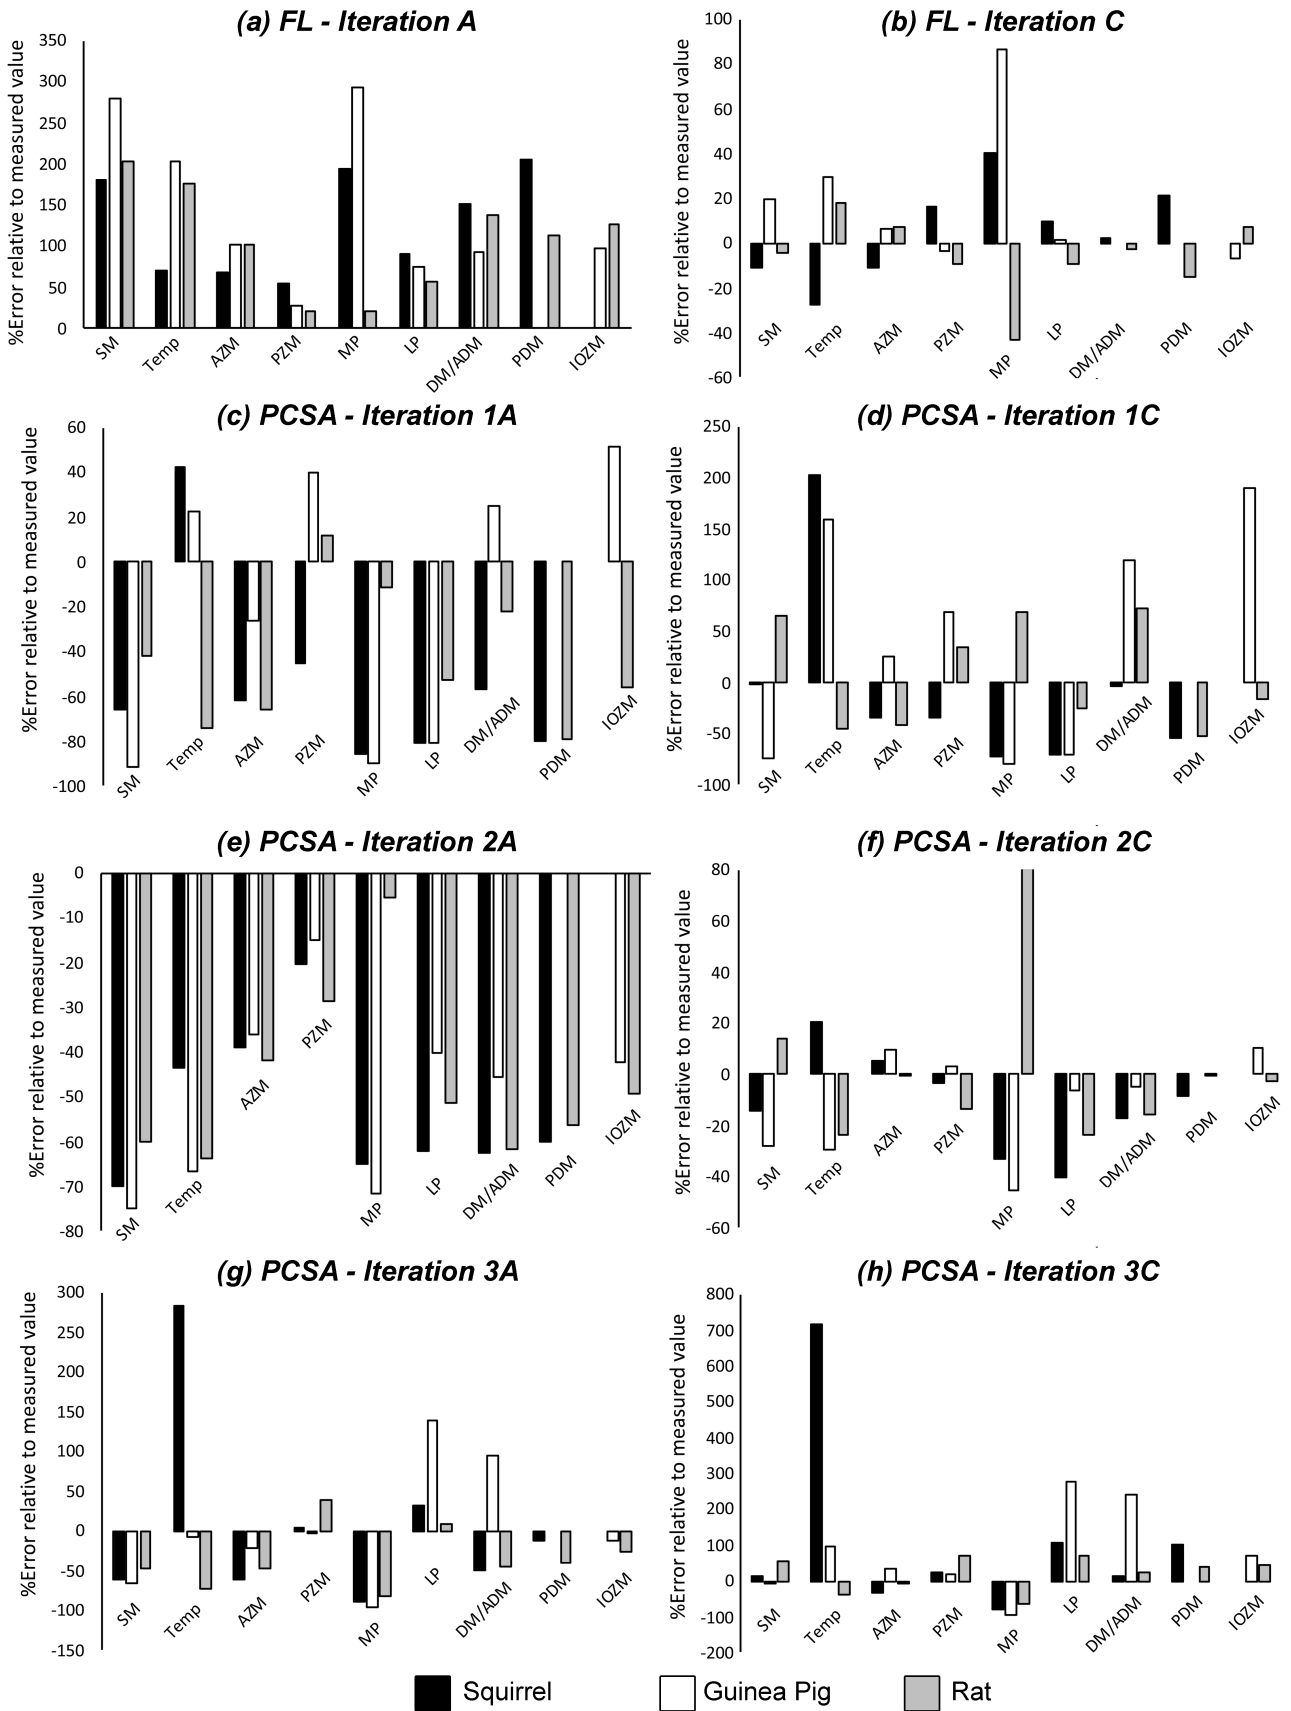 (a) FL - Iteration A
%Error relative to measured value
350
300
250
200
150
100
50
0
SM
Temp
AZM
PZM
MP
LP
DM/ADM
PDM
IOZM
(b) FL - Iteration C
%Error relative to measured value
100
80
60
40
20
0
-20
-40
-60
SM
Temp
AZM
PZM
MP
LP
DM/ADM
PDM
IOZM
(c) PCSA - Iteration 1A
%Error relative to measured value
60
40
20
0
-20
-40
-60
-80
-100
SM
Temp
AZM
PZM
MP
LP
DM/ADM
PDM
IOZM
(d) PCSA - Iteration 1C
%Error relative to measured value
250
200
150
100
50
0
-50
-100
SM
Temp
AZM
PZM
MP
LP
DM/ADM
PDM
IOZM
(e) PCSA - Iteration 2A
%Error relative to measured value
0
-10
-20
-30
-40
-50
-60
-70
-80
SM
Temp
AZM
PZM
MP
LP
DM/ADM
PDM
IOZM
(f) PCSA - Iteration 2C
%Error relative to measured value
80
60
40
20
0
-20
-40
-60
SM
Temp
AZM
PZM
MP
LP
DM/ADM
PDM
IOZM
(g) PCSA - Iteration 3A
%Error relative to measured value
300
250
200
150
100
50
0
-50
-100
-150
SM
Temp
AZM
PZM
MP
LP
DM/ADM
PDM
IOZM
(h) PCSA - Iteration 3C
%Error relative to measured value
800
700
600
500
400
300
200
100
0
-100
-200
SM
Temp
AZM
PZM
MP
LP
DM/ADM
PDM
IOZM
Squirrel
Guinea Pig
Rat